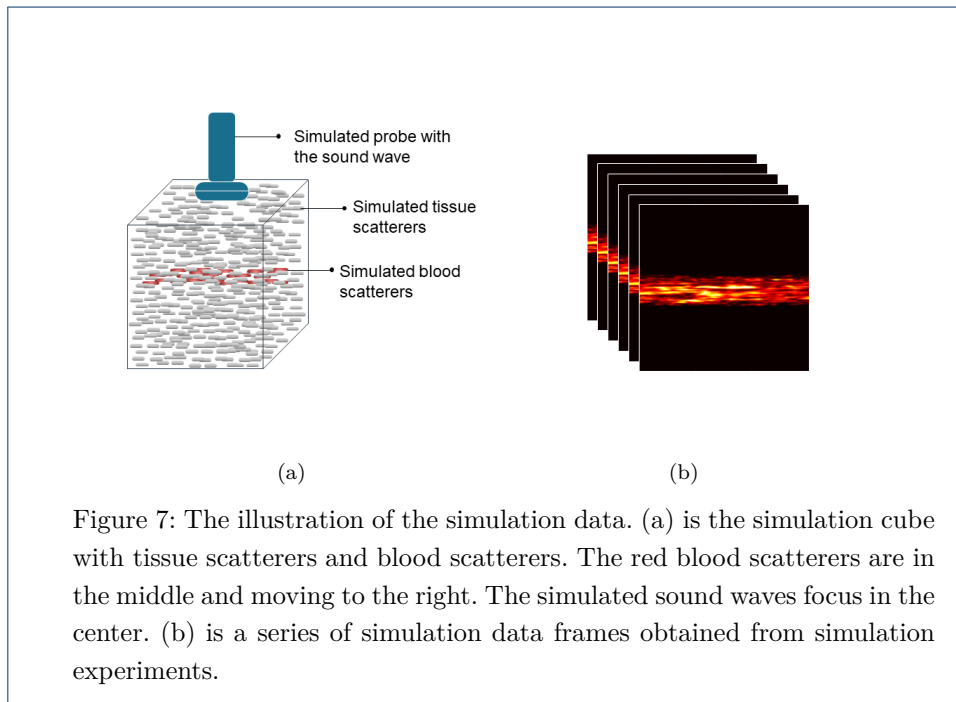 Simulated probe with
the sound wave
Simulated tissue
scatterers
Simulated blood
scatterers
(a)
(b)
Figure 7: The illustration of the simulation data. (a) is the simulation cube
with tissue scatterers and blood scatterers. The red blood scatterers are in
the middle and moving to the right. The simulated sound waves focus in the
center. (b) is a series of simulation data frames obtained from simulation
experiments.